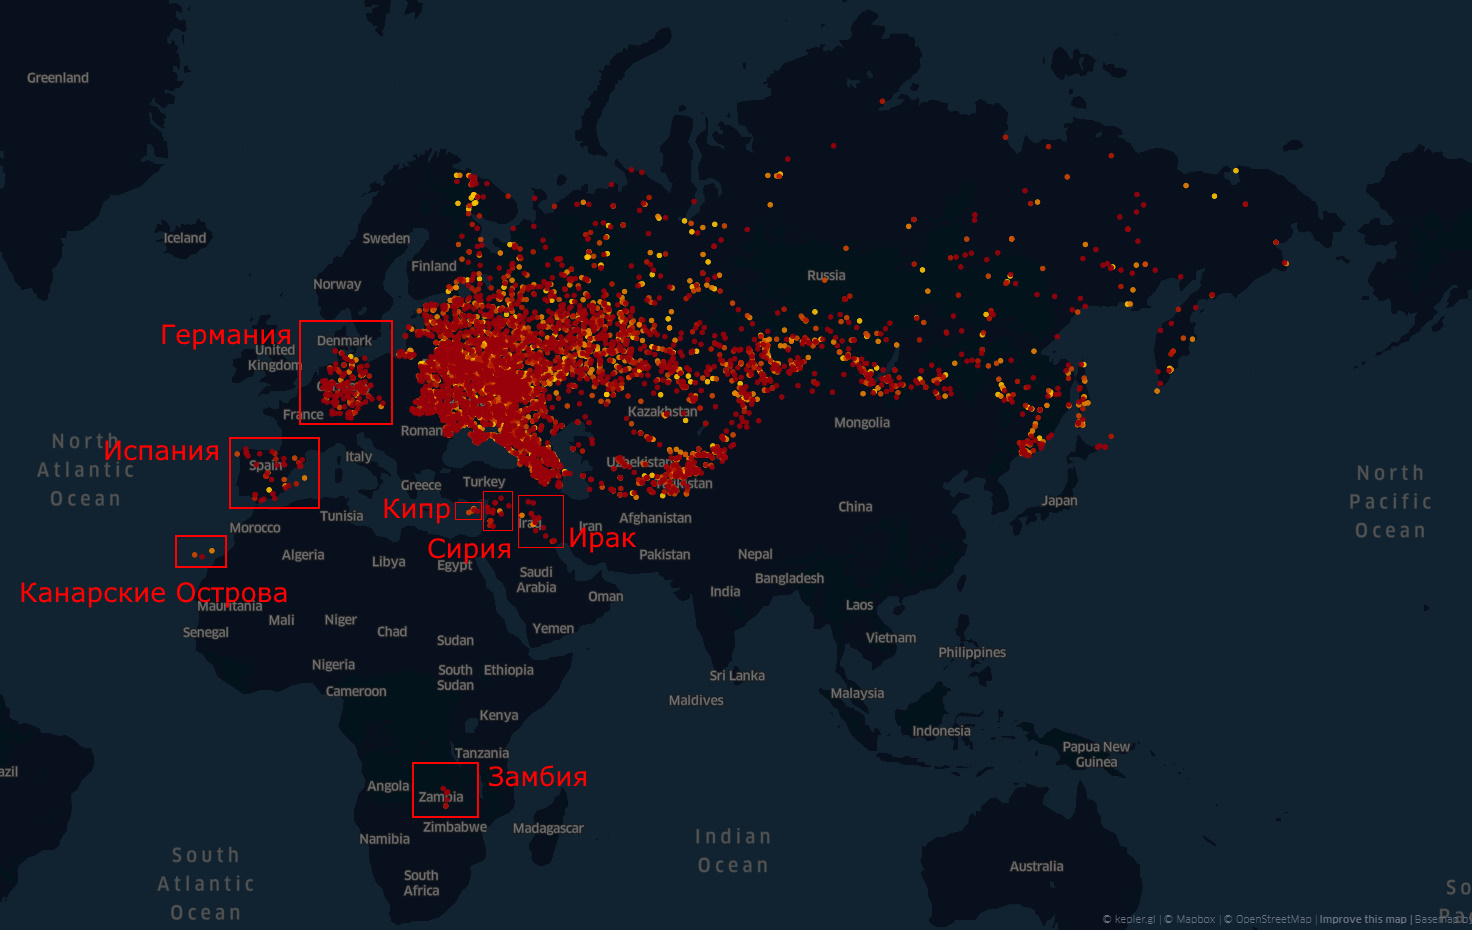 Greenland
Iceland
Sweden
Finland
Norway
Russia
Германия
Denmark
United
Kingdom
France
Kazakhstan
Mongolia
Roman
North
Atlantic
Ocean
Испания
Spain
Italy
Uzbekistan
Turkey
Greece
Кипр
Tunisia
Morocco
Iraq
Iran
Ирак
Afghanistan
China
Japan
North
Pacific
Ocean
Сирия
Algeria
Libya
Egypt
Pakistan
Nepal
Saudi
Arabia
Bangladesh
Канарские Острова
Oman
India
Mauritania
Mali
Niger
Chad
Laos
Senegal
Sudan
Yemen
Vietnam
Philippines
Nigeria
South
Sudan
Ethiopia
Sri Lanka
Cameroon
Maldives
Malaysia
Kenya
Indonesia
Tanzania
Papua New
Guinea
azil
Angola
Zambia
Замбия
Zimbabwe
Madagascar
Namibia
Indian
Ocean
South
Atlantic
Ocean
South
Africa
Australia
So
Pac
© kepler.gl | © Mapbox | © OpenStreetMap | Improve this map | Basemap by